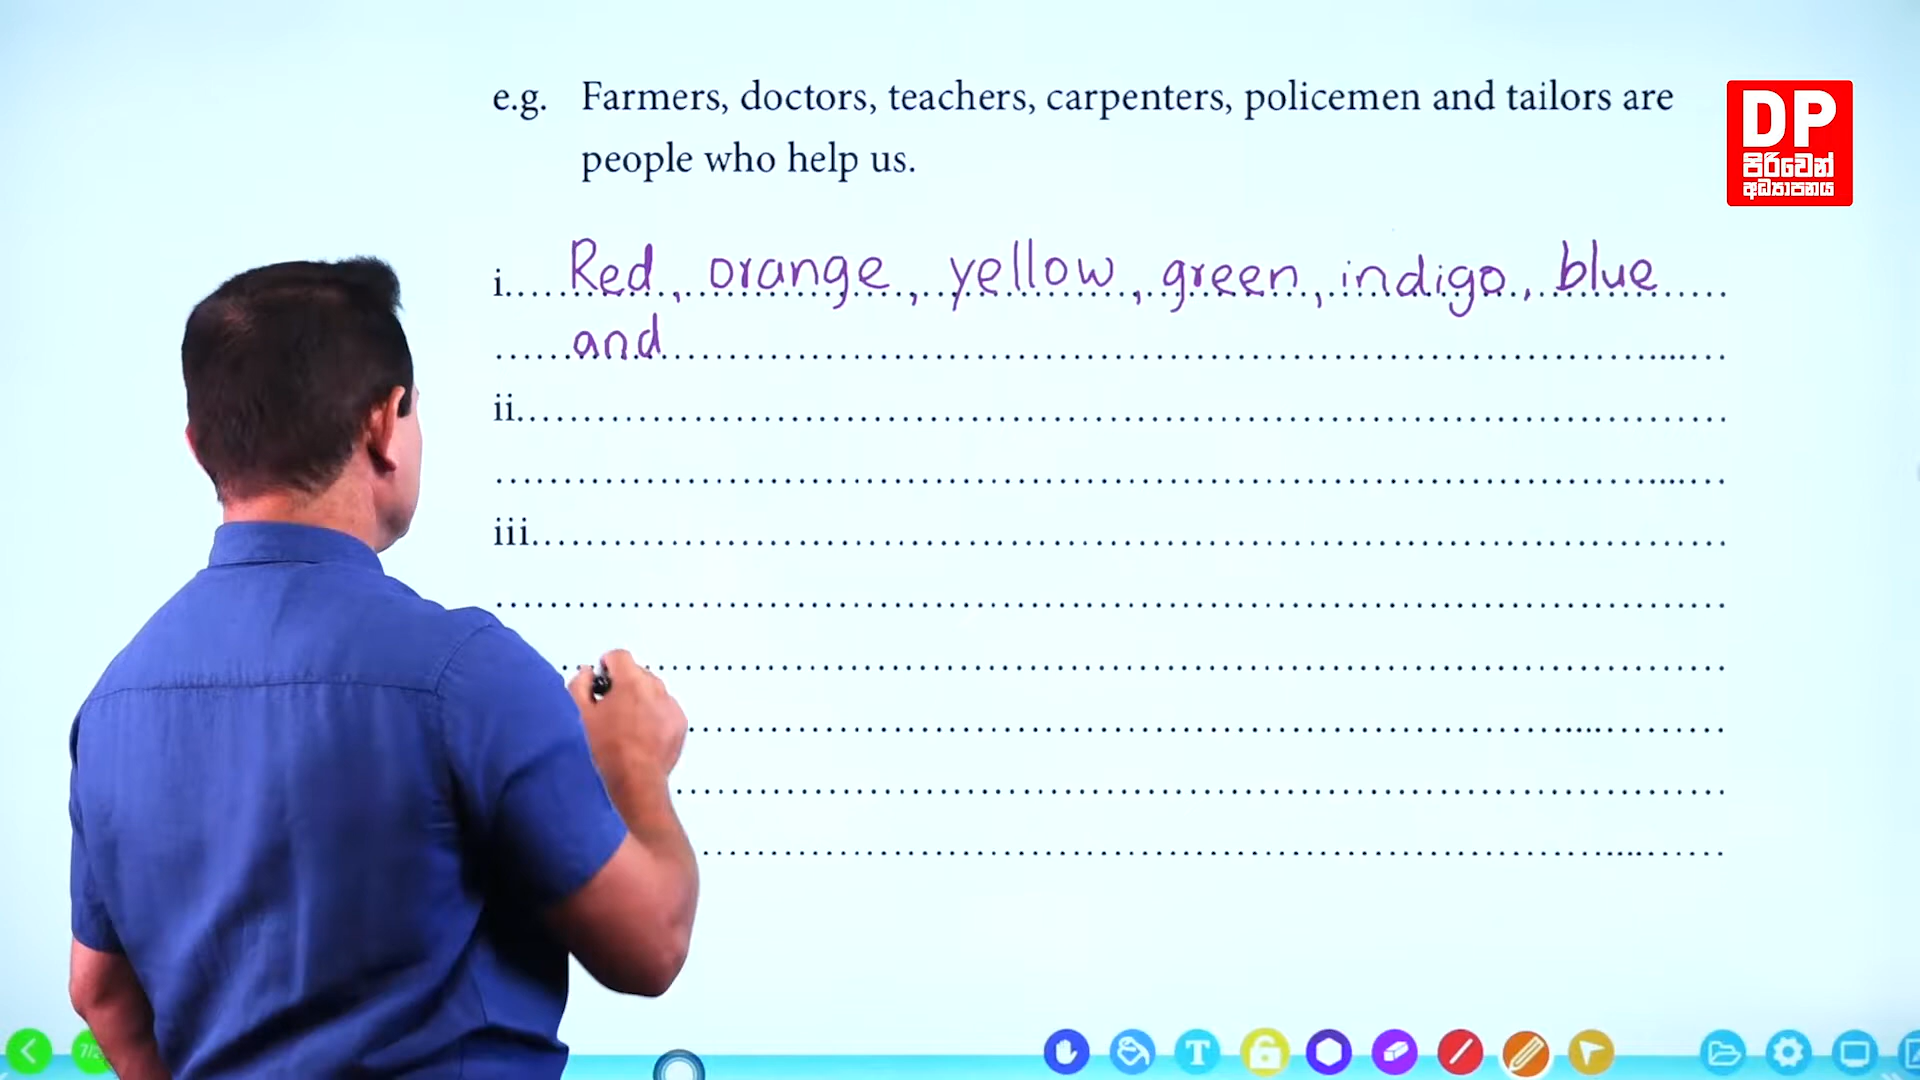 e.g. Farmers, doctors, teachers, carpenters, policemen and tailors are
people who help us.
DP
පිරිවෙන්
අධ්‍යාපනය
i. Red, orange, yellow, green, indigo, blue
and
ii.
iii.
T